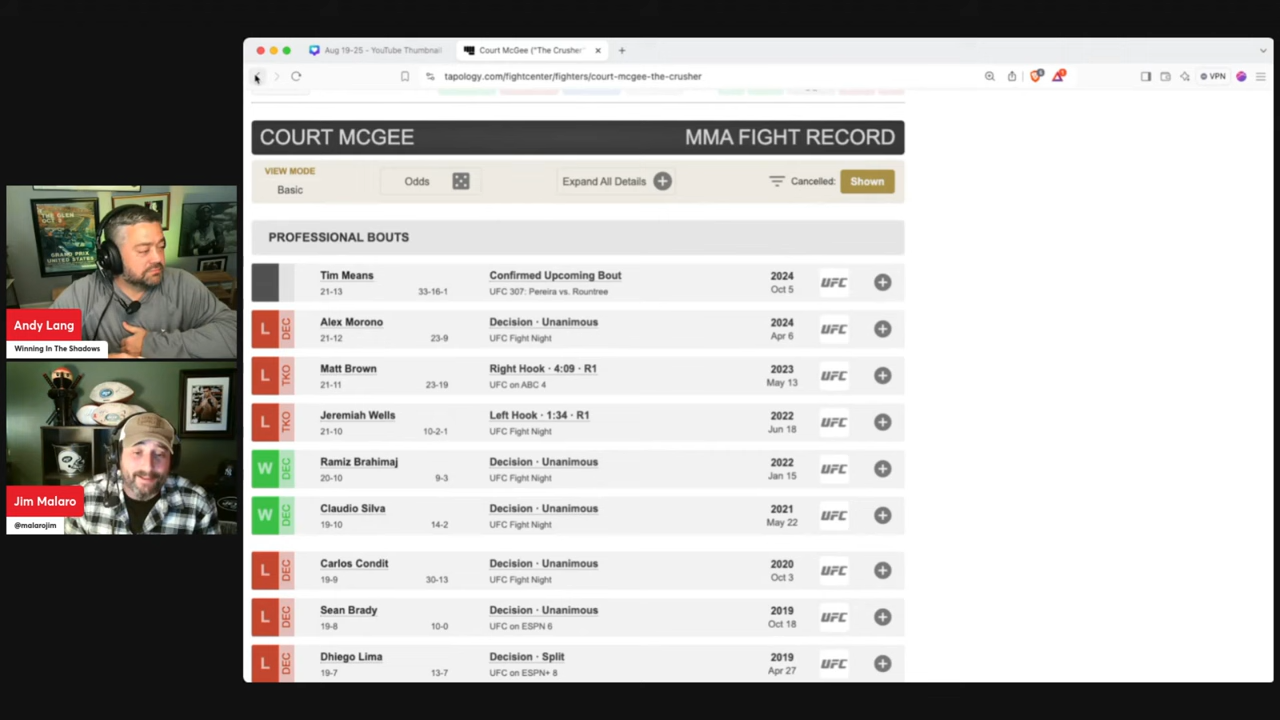 Aug 19-25 - YouTube Thumbnail
Court McGee ("The Crusher"
tapology.com/fightcenter/fighters/court-mcgee-the-crusher
VPN
COURT MCGEE
MMA FIGHT RECORD
VIEW MODE
Basic
Odds
Expand All Details
Cancelled:
Shown
PROFESSIONAL BOUTS
Tim Means Confirmed Upcoming Bout 2024 UFC
21-13 33-16-1 UFC 307: Pereira vs. Rountree Oct 5
L DEC Alex Morono Decision · Unanimous 2024 UFC
21-12 23-9 UFC Fight Night Apr 6
L TKO Matt Brown Right Hook · 4:09 · R1 2023 UFC
21-11 23-19 UFC on ABC 4 May 13
L TKO Jeremiah Wells Left Hook · 1:34 · R1 2022 UFC
21-10 10-2-1 UFC Fight Night Jun 18
W DEC Ramiz Brahimaj Decision · Unanimous 2022 UFC
20-10 9-3 UFC Fight Night Jan 15
W DEC Claudio Silva Decision · Unanimous 2021 UFC
19-10 14-2 UFC Fight Night May 22
L DEC Carlos Condit Decision · Unanimous 2020 UFC
19-9 30-13 UFC Fight Night Oct 3
L DEC Sean Brady Decision · Unanimous 2019 UFC
19-8 10-0 UFC on ESPN 6 Oct 18
L DEC Dhiego Lima Decision · Split 2019 UFC
19-7 13-7 UFC on ESPN+ 8 Apr 27
THE GLEN
GRAND PRIX
UNITED STATES
Andy Lang
Winning In The Shadows
Jim Malaro
@malarojim